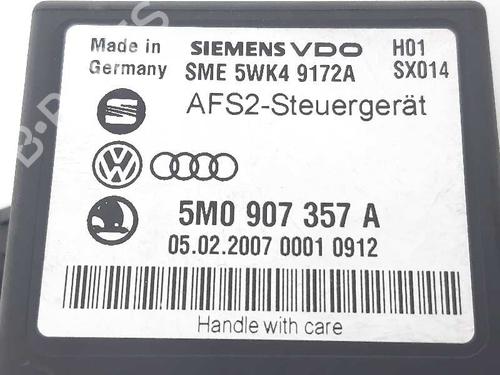 Made in
Germany
SIEMENS VDO
H01
SME 5WK4 9172A
SX014
AFS2-Steuergerät
5M0 907 357 A
05.02.2007 0001 0912
Handle with care